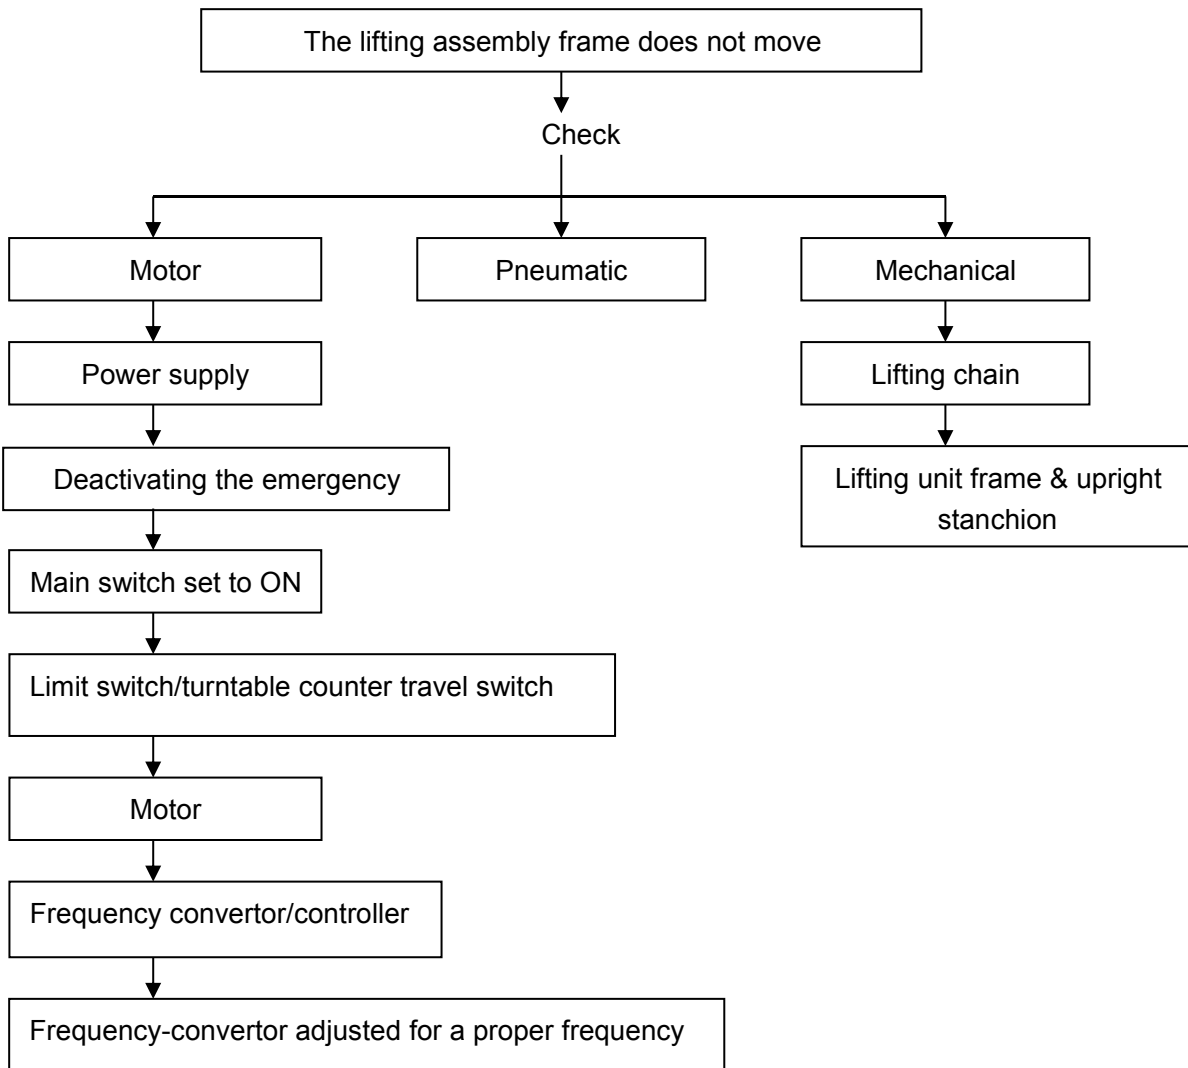 The lifting assembly frame does not move
Check
Motor
Pneumatic
Mechanical
Power supply
Lifting chain
Deactivating the emergency
Lifting unit frame & upright
stanchion
Main switch set to ON
Limit switch/turntable counter travel switch
Motor
Frequency convertor/controller
Frequency-convertor adjusted for a proper frequency